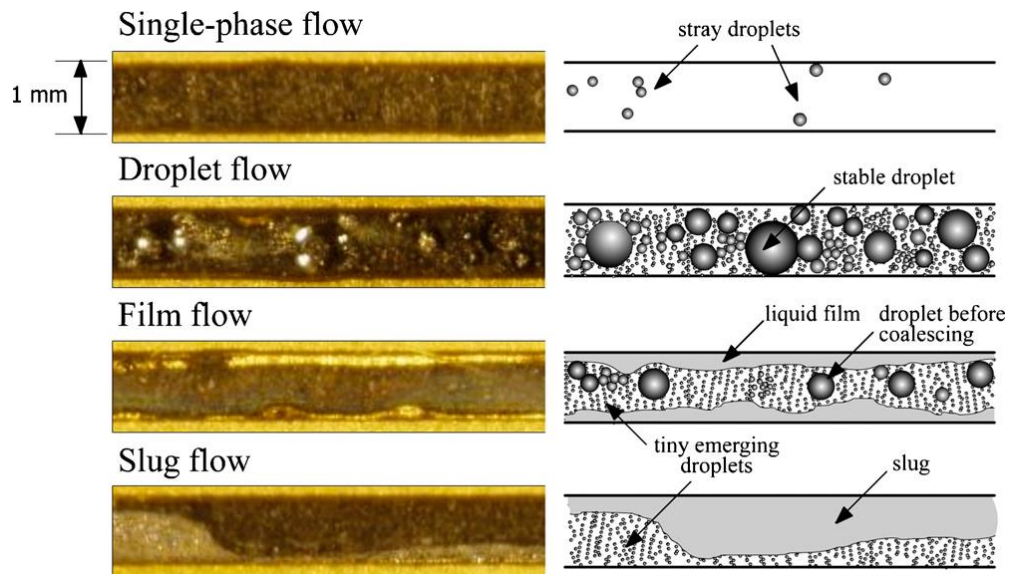 Single-phase flow
stray droplets
1 mm
Droplet flow
stable droplet
Film flow
liquid film
droplet before
coalescing
tiny emerging
droplets
Slug flow
slug